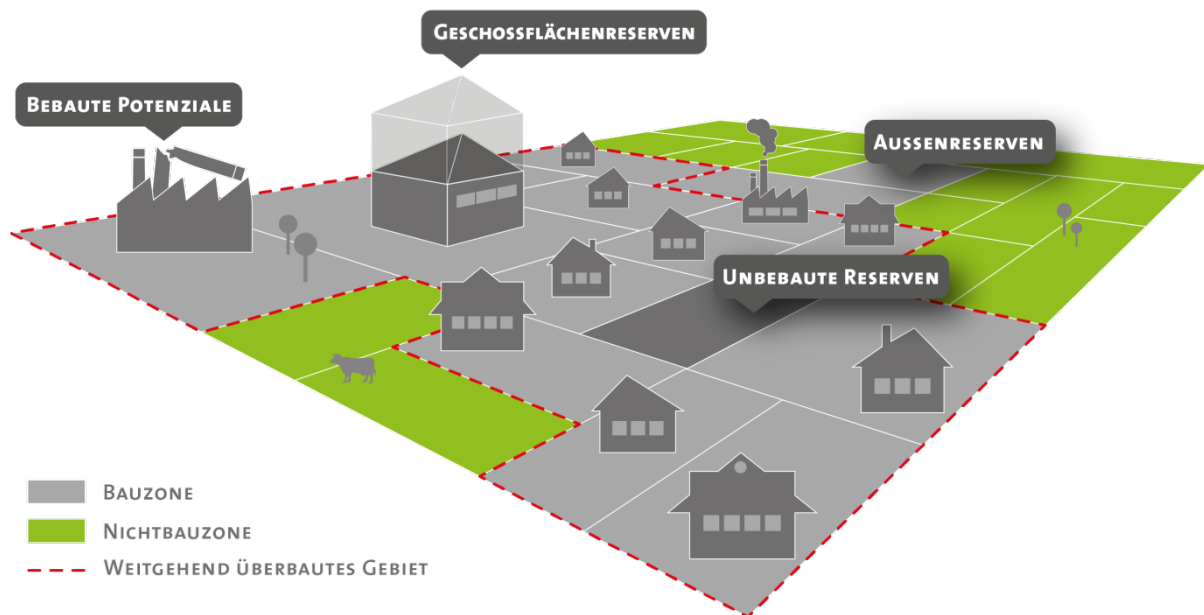 Geschossflächenreserven
Bebaute Potenziale
Aussenreserven
Unbebaute Reserven
Bauzone
Nichtbauzone
Weitgehend überbautes Gebiet